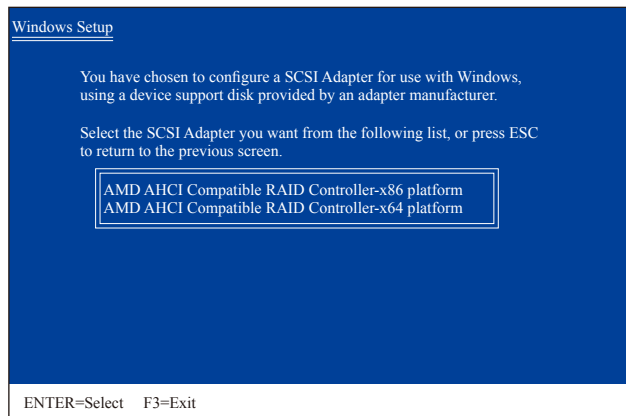 Windows Setup
You have chosen to configure a SCSI Adapter for use with Windows,
using a device support disk provided by an adapter manufacturer.
Select the SCSI Adapter you want from the following list, or press ESC
to return to the previous screen.
AMD AHCI Compatible RAID Controller-x86 platform
AMD AHCI Compatible RAID Controller-x64 platform
ENTER=Select F3=Exit